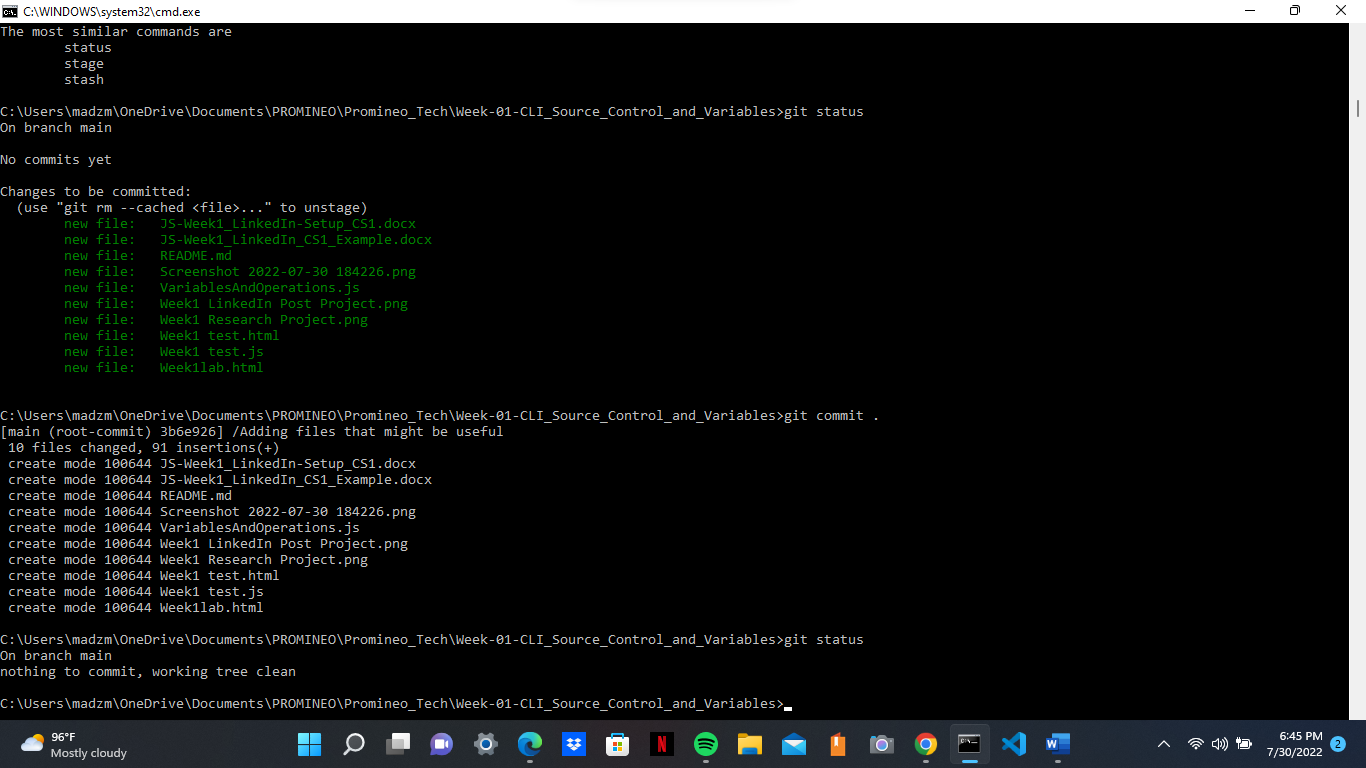 C:\WINDOWS\system32\cmd.exe
The most similar commands are
status
stage
stash
C:\Users\madzm\OneDrive\Documents\PROMINEO\Promineo_Tech\Week-01-CLI_Source_Control_and_Variables>git status
On branch main
No commits yet
Changes to be committed:
(use "git rm --cached <file>..." to unstage)
new file: JS-Week1_LinkedIn-Setup_CS1.docx
new file: JS-Week1_LinkedIn_CS1_Example.docx
new file: README.md
new file: Screenshot 2022-07-30 184226.png
new file: VariablesAndOperations.js
new file: Week1 LinkedIn Post Project.png
new file: Week1 Research Project.png
new file: Week1 test.html
new file: Week1 test.js
new file: Week1lab.html
C:\Users\madzm\OneDrive\Documents\PROMINEO\Promineo_Tech\Week-01-CLI_Source_Control_and_Variables>git commit .
[main (root-commit) 3b6e926] /Adding files that might be useful
10 files changed, 91 insertions(+)
create mode 100644 JS-Week1_LinkedIn-Setup_CS1.docx
create mode 100644 JS-Week1_LinkedIn_CS1_Example.docx
create mode 100644 README.md
create mode 100644 Screenshot 2022-07-30 184226.png
create mode 100644 VariablesAndOperations.js
create mode 100644 Week1 LinkedIn Post Project.png
create mode 100644 Week1 Research Project.png
create mode 100644 Week1 test.html
create mode 100644 Week1 test.js
create mode 100644 Week1lab.html
C:\Users\madzm\OneDrive\Documents\PROMINEO\Promineo_Tech\Week-01-CLI_Source_Control_and_Variables>git status
On branch main
nothing to commit, working tree clean
C:\Users\madzm\OneDrive\Documents\PROMINEO\Promineo_Tech\Week-01-CLI_Source_Control_and_Variables>
96°F
Mostly cloudy
6:45 PM
7/30/2022
2